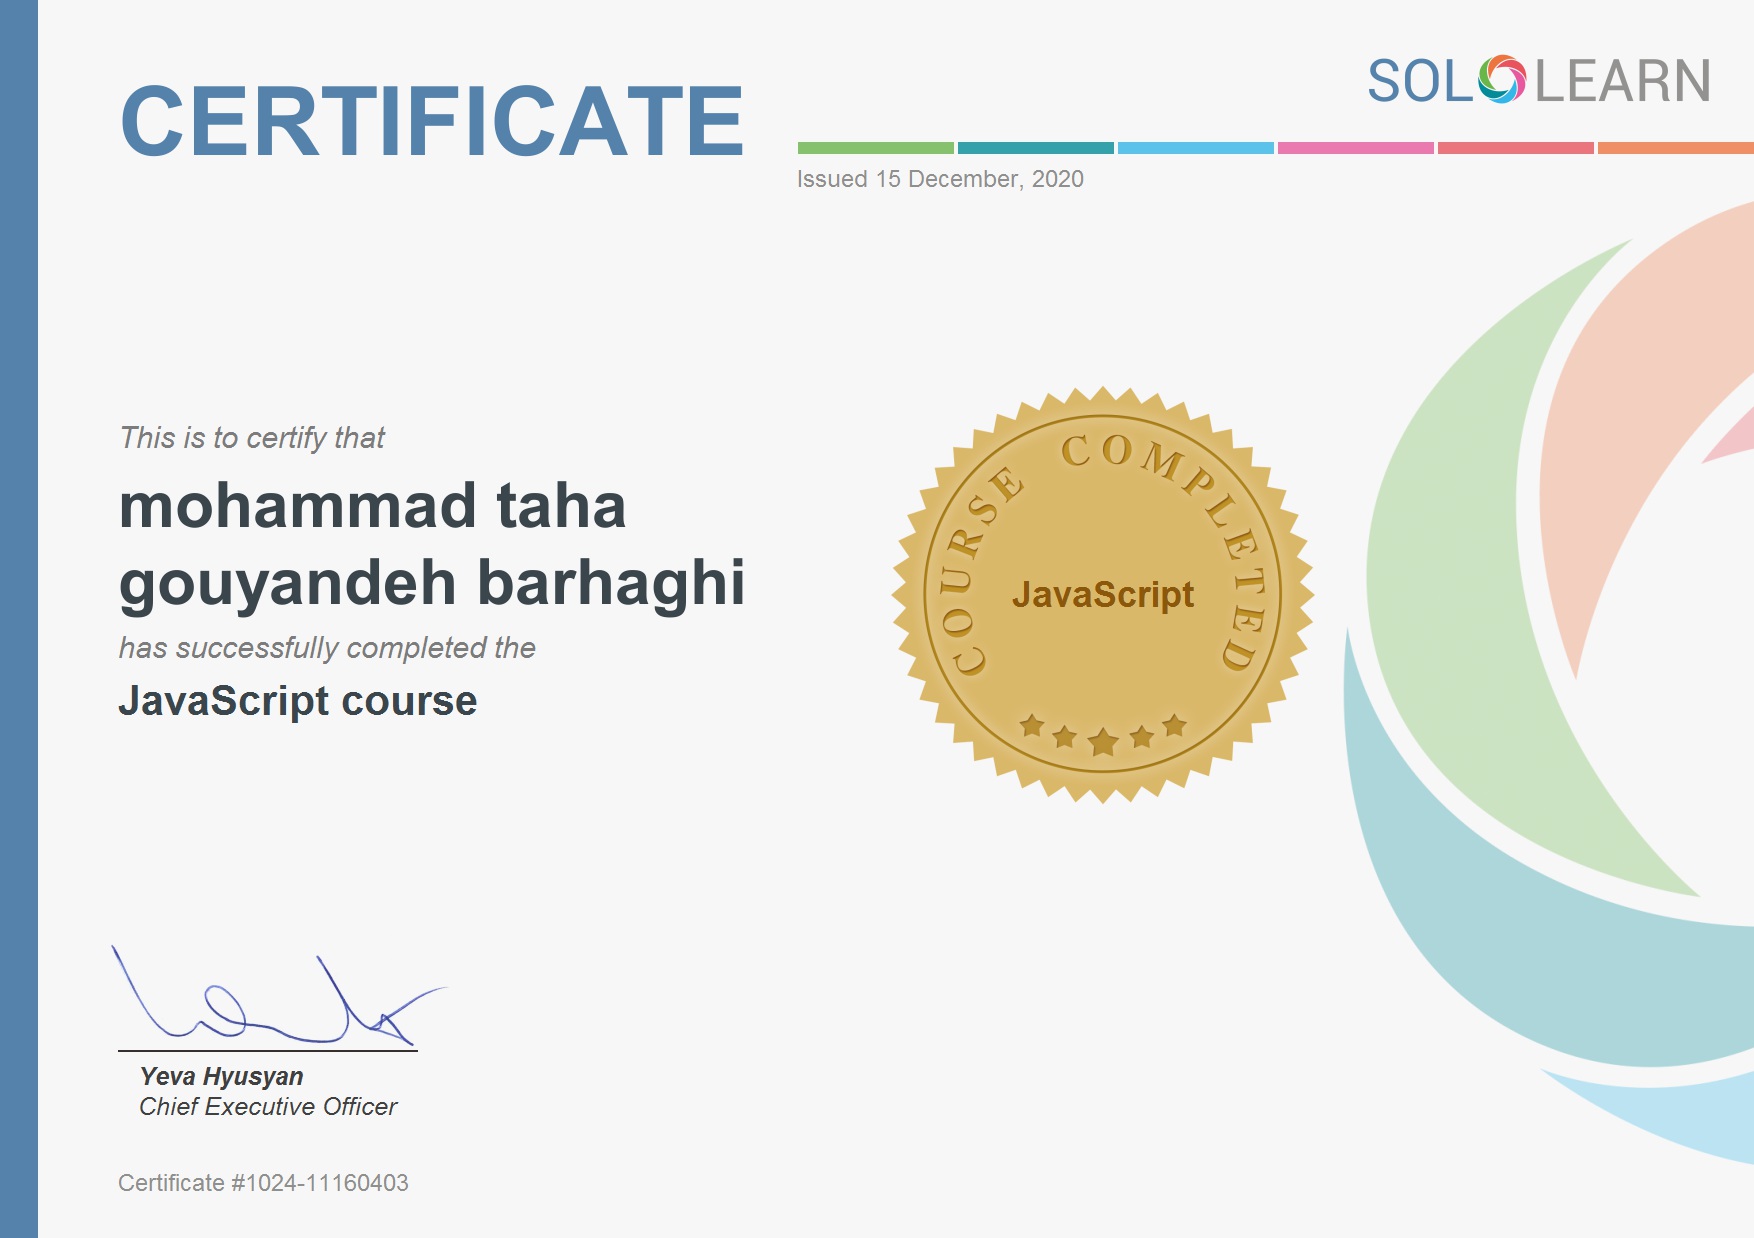 CERTIFICATE
SOLOLEARN
Issued 15 December, 2020
This is to certify that
mohammad taha
gouyandeh barhaghi
has successfully completed the
JavaScript course
COURSE COMPLETED
JavaScript
Yeva Hyusyan
Chief Executive Officer
Certificate #1024-11160403